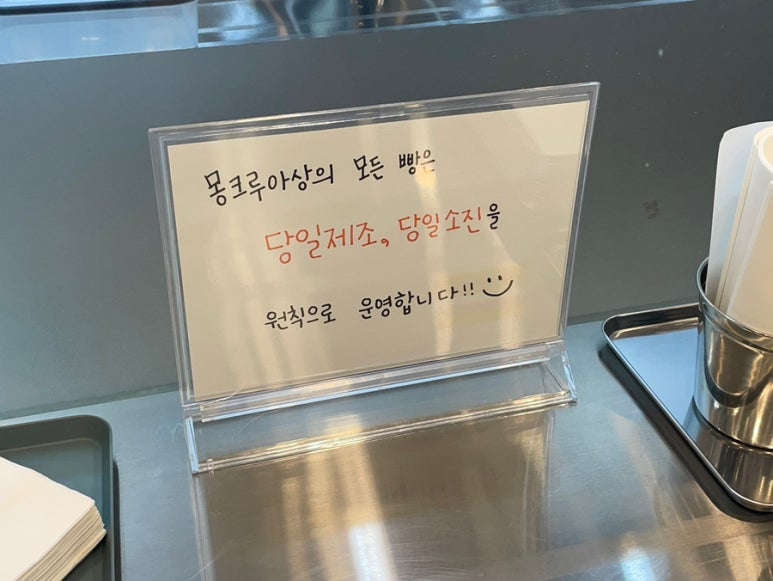 몽크루아상의 모든 빵은
당일제조, 당일소진을
원칙으로 운영합니다!!